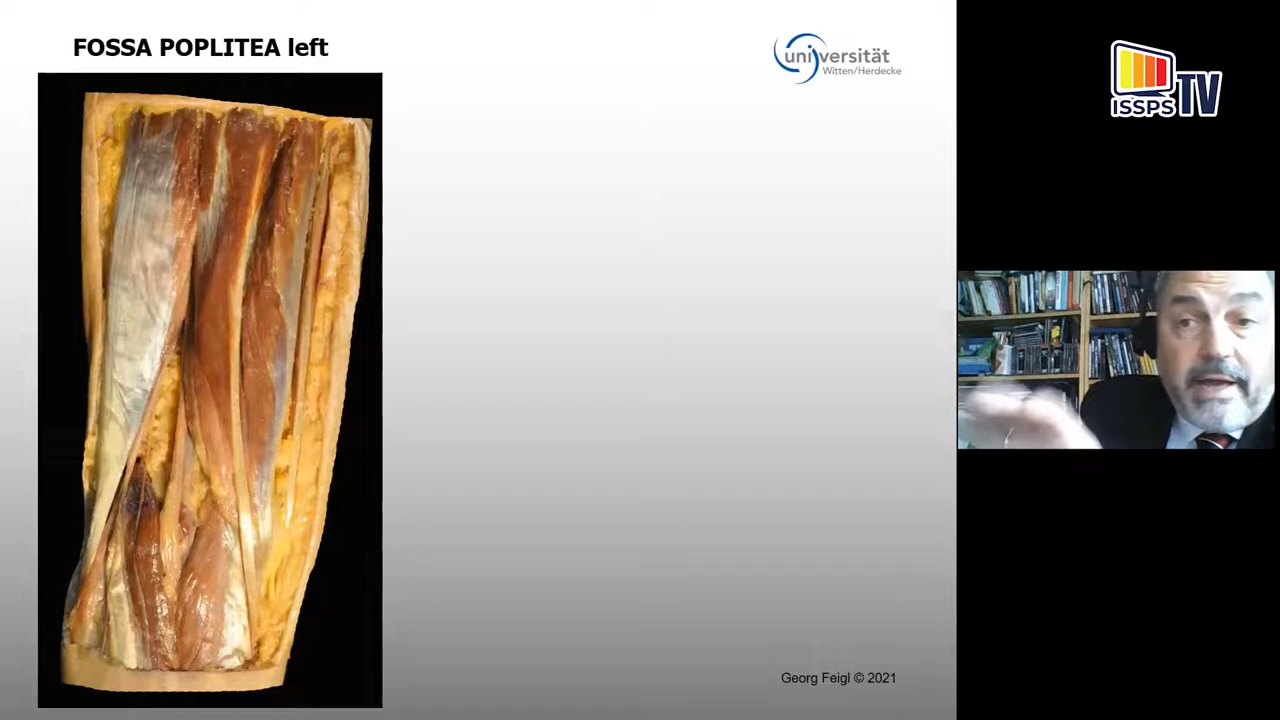 FOSSA POPLITEA left
universität
Witten/Herdecke
ISSPS TV
Georg Feigl © 2021